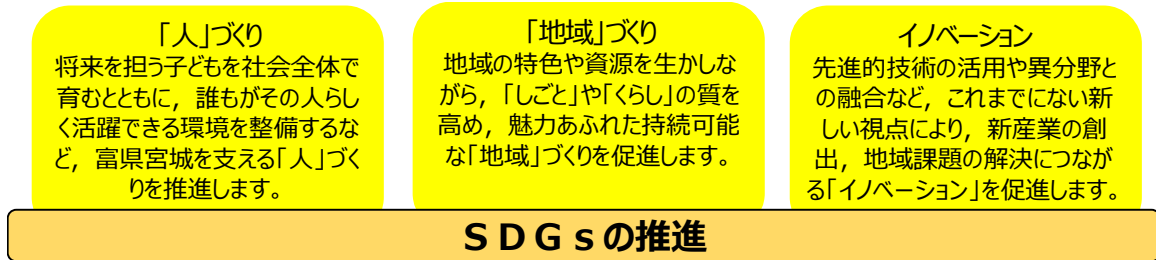 「人」づくり
将来を担う子どもを社会全体で
育むとともに，誰もがその人らし
く活躍できる環境を整備するな
ど，富県宮城を支える「人」づく
りを推進します。
「地域」づくり
地域の特色や資源を生かしな
がら，「しごと」や「くらし」の質を
高め，魅力あふれた持続可能
な「地域」づくりを促進します。
イノベーション
先進的技術の活用や異分野と
の融合など，これまでにない新
しい視点により，新産業の創
出，地域課題の解決につなが
る「イノベーション」を促進します。
ＳＤＧｓの推進